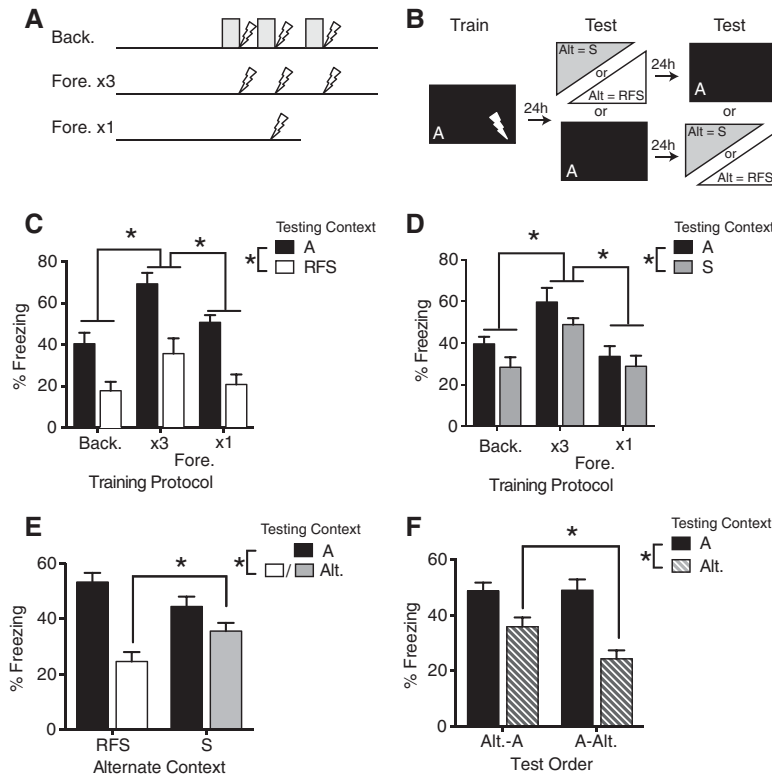 A
Back.
Fore. x3
Fore. x1
B
Train
Test
Test
A
24h
Alt = S
or
Alt = RFS
or
A
24h
24h
A
or
Alt = S
or
Alt = RFS
C
Testing Context
* A
RFS
* *
% Freezing
80
60
40
20
0
Back.
x3
x1
Fore.
Training Protocol
D
Testing Context
* A
S
* *
% Freezing
80
60
40
20
0
Back.
x3
x1
Fore.
Training Protocol
E
Testing Context
* A
/ Alt.
*
% Freezing
60
40
20
0
RFS
S
Alternate Context
F
Testing Context
* A
Alt.
*
% Freezing
60
40
20
0
Alt.-A
A-Alt.
Test Order